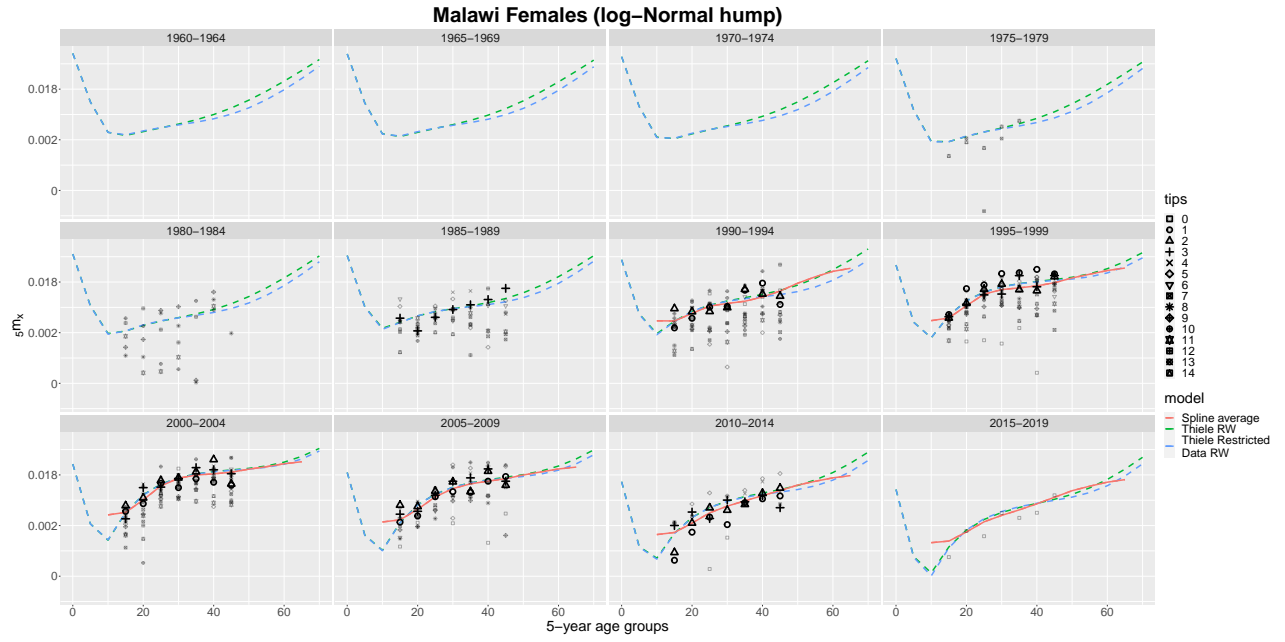 Malawi Females (log−Normal hump)
1960−1964
1965−1969
1970−1974
1975−1979
0.018
0.002
0
1980−1984
1985−1989
1990−1994
1995−1999
0.018
0.002
0
2000−2004
2005−2009
2010−2014
2015−2019
0.018
0.002
0
0 20 40 60
0 20 40 60
0 20 40 60
0 20 40 60
5−year age groups
5mx
tips
0
1
2
3
4
5
6
7
8
9
10
11
12
13
14
model
Spline average
Thiele RW
Thiele Restricted
Data RW